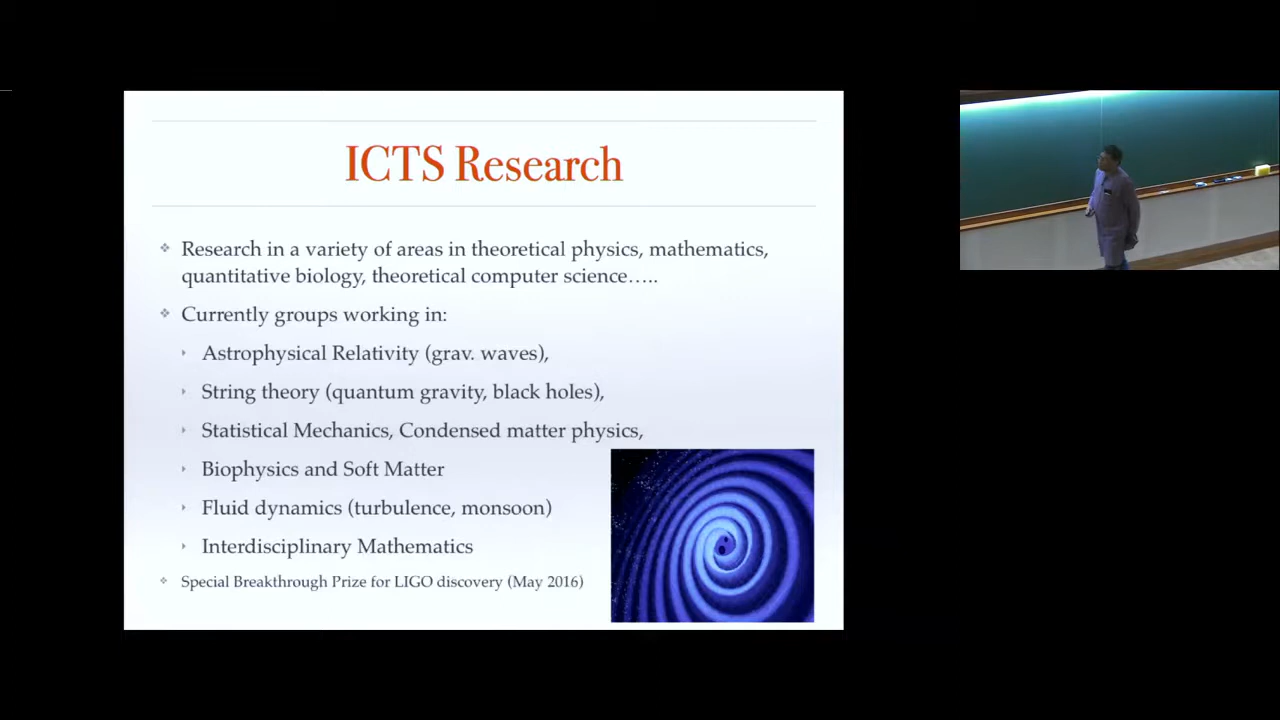 ICTS Research
Research in a variety of areas in theoretical physics, mathematics,
quantitative biology, theoretical computer science…..
Currently groups working in:
Astrophysical Relativity (grav. waves),
String theory (quantum gravity, black holes),
Statistical Mechanics, Condensed matter physics,
Biophysics and Soft Matter
Fluid dynamics (turbulence, monsoon)
Interdisciplinary Mathematics
Special Breakthrough Prize for LIGO discovery (May 2016)